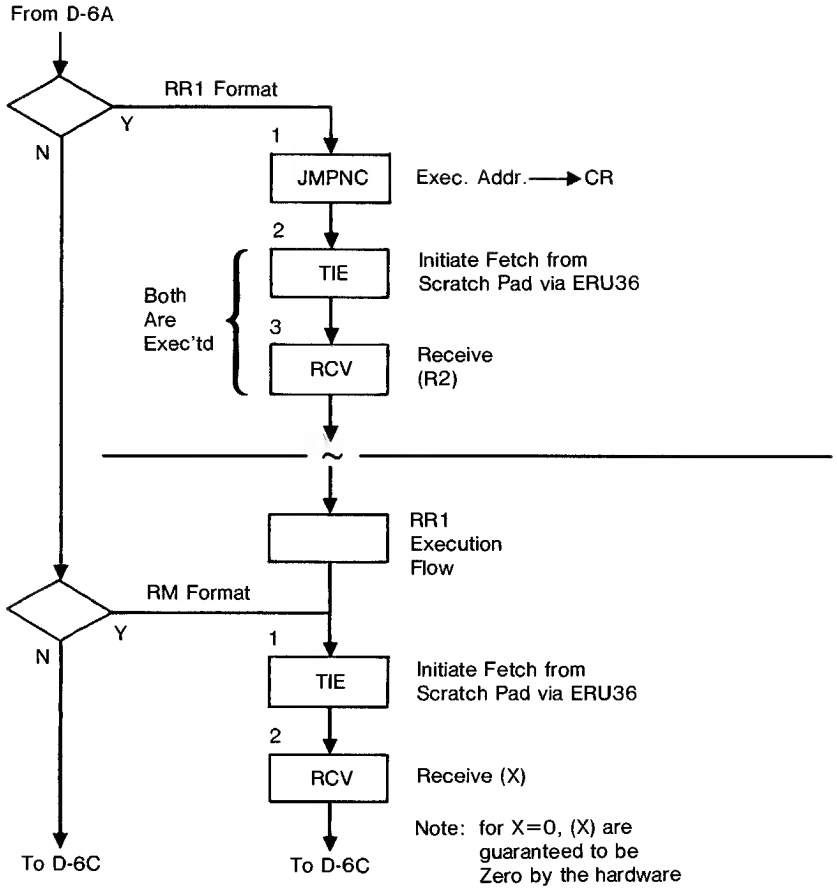 From D-6A
RR1 Format
Y
N
1
JMPNC
Exec. Addr. → CR
2
TIE
Initiate Fetch from
Scratch Pad via ERU36
Both
Are
Exec'td
3
RCV
Receive
(R2)
~
RR1
Execution
Flow
RM Format
Y
N
1
TIE
Initiate Fetch from
Scratch Pad via ERU36
2
RCV
Receive (X)
Note: for X=0, (X) are
guaranteed to be
Zero by the hardware
To D-6C
To D-6C